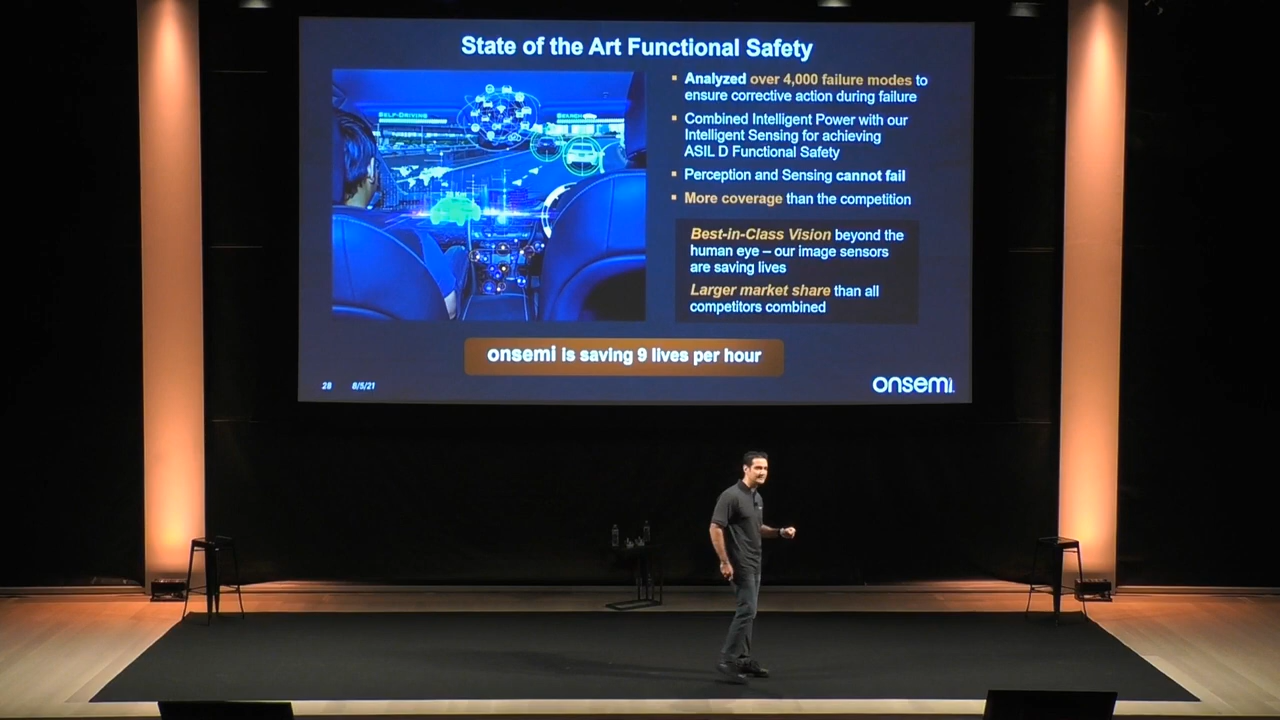 State of the Art Functional Safety
SELF-DRIVING
SEARCH
▪ Analyzed over 4,000 failure modes to
ensure corrective action during failure
▪ Combined Intelligent Power with our
Intelligent Sensing for achieving
ASIL D Functional Safety
▪ Perception and Sensing cannot fail
▪ More coverage than the competition
Best-in-Class Vision beyond the
human eye – our image sensors
are saving lives
Larger market share than all
competitors combined
onsemi is saving 9 lives per hour
28 8/5/21
onsemi